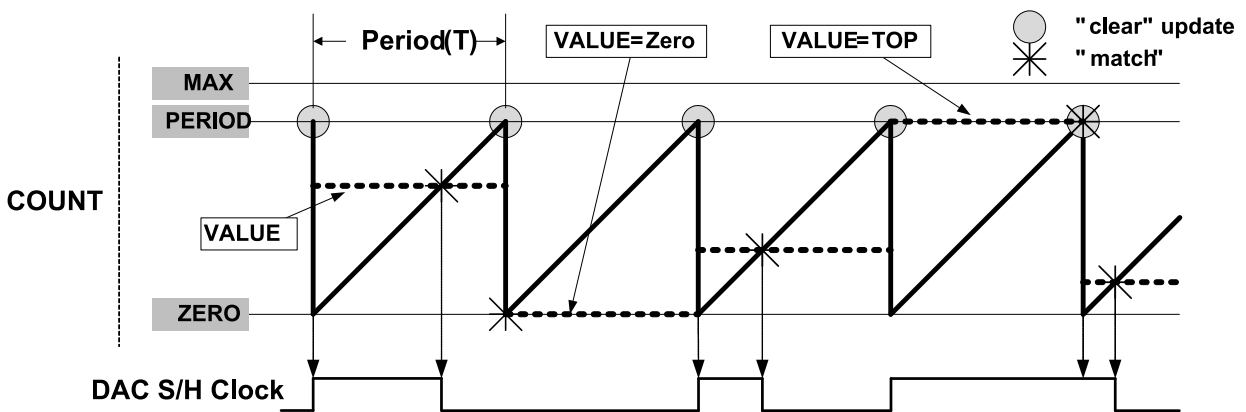 Period(T)
VALUE=Zero
VALUE=TOP
"clear" update
"match"
MAX
PERIOD
COUNT
VALUE
ZERO
DAC S/H Clock